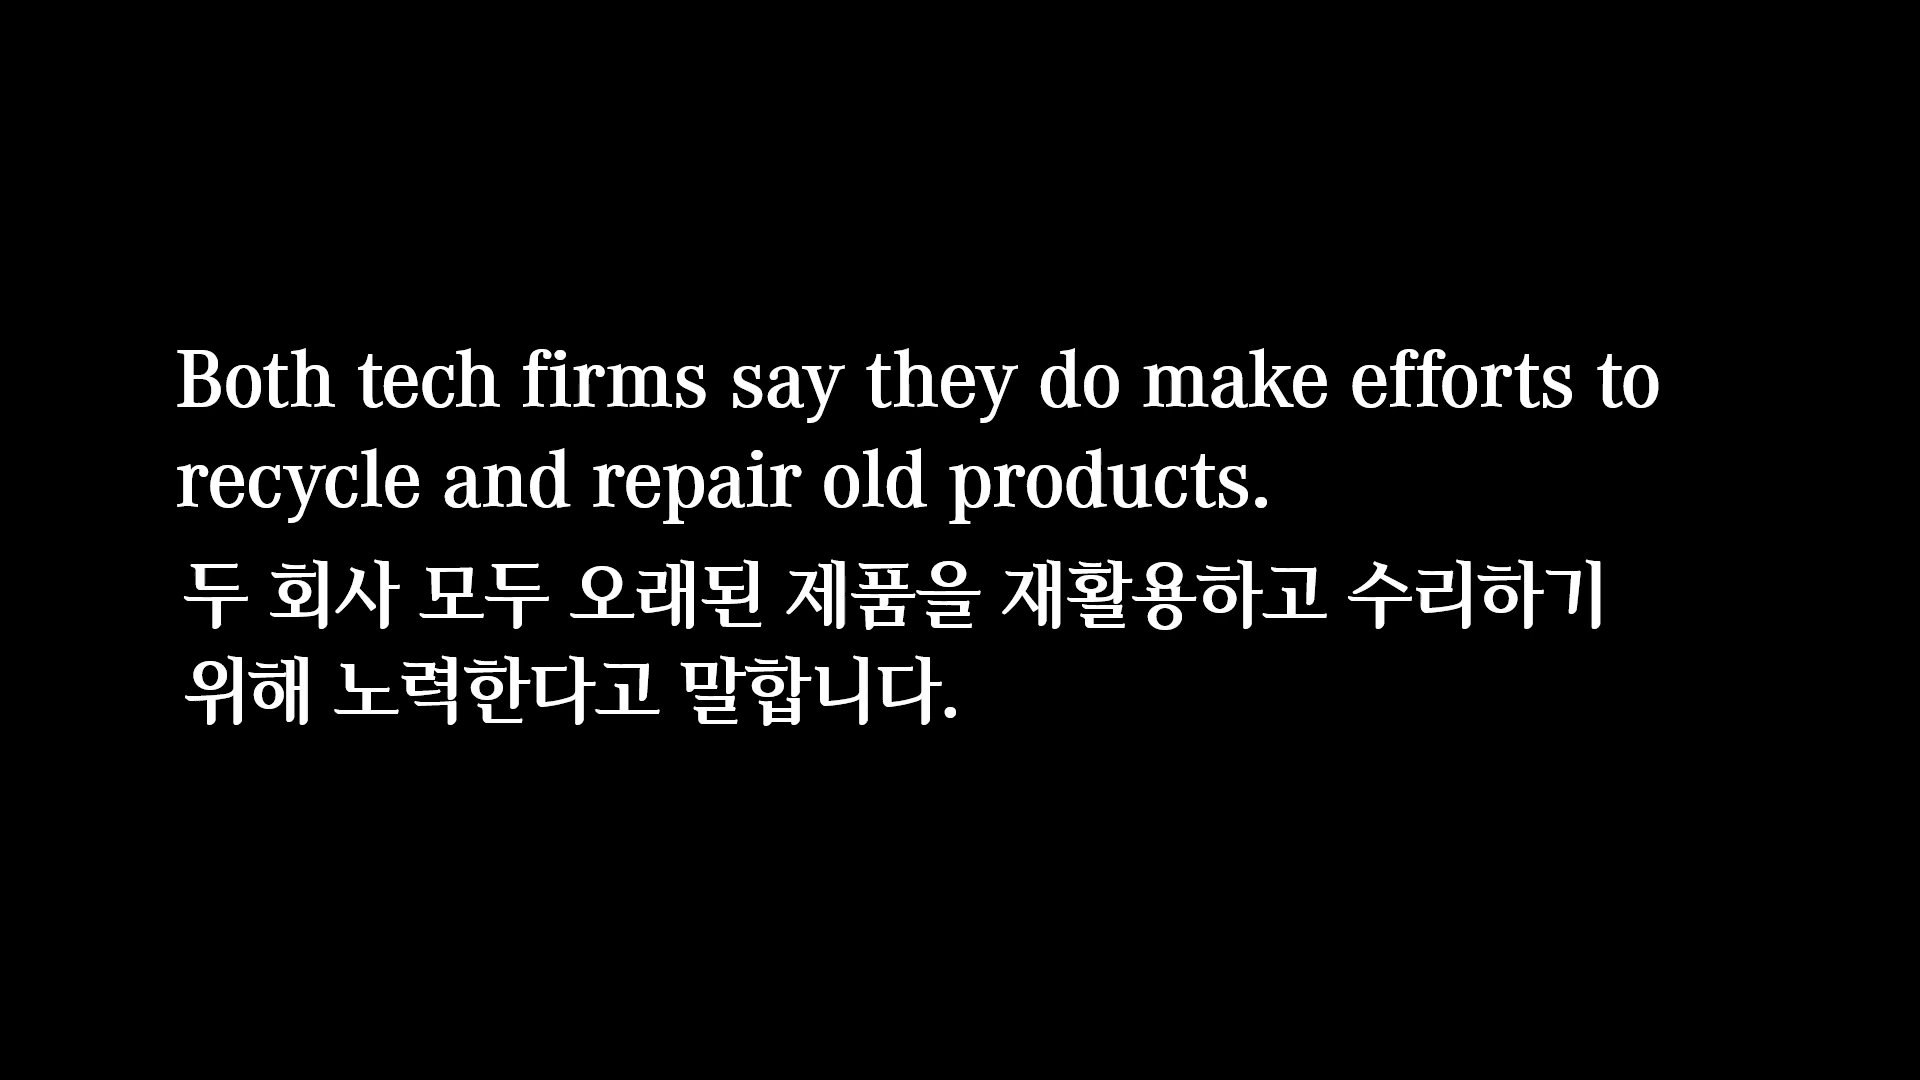 Both tech firms say they do make efforts to
recycle and repair old products.
두 회사 모두 오래된 제품을 재활용하고 수리하기
위해 노력한다고 말합니다.